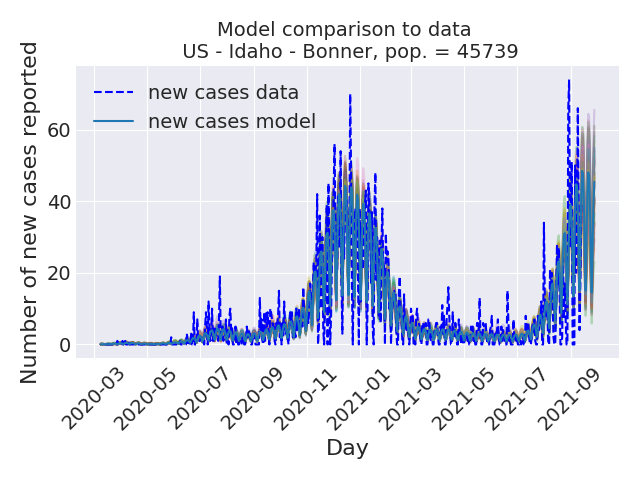 Model comparison to data
US - Idaho - Bonner, pop. = 45739
new cases data
new cases model
Number of new cases reported
60
40
20
0
2020-03
2020-05
2020-07
2020-09
2020-11
2021-01
2021-03
2021-05
2021-07
2021-09
Day